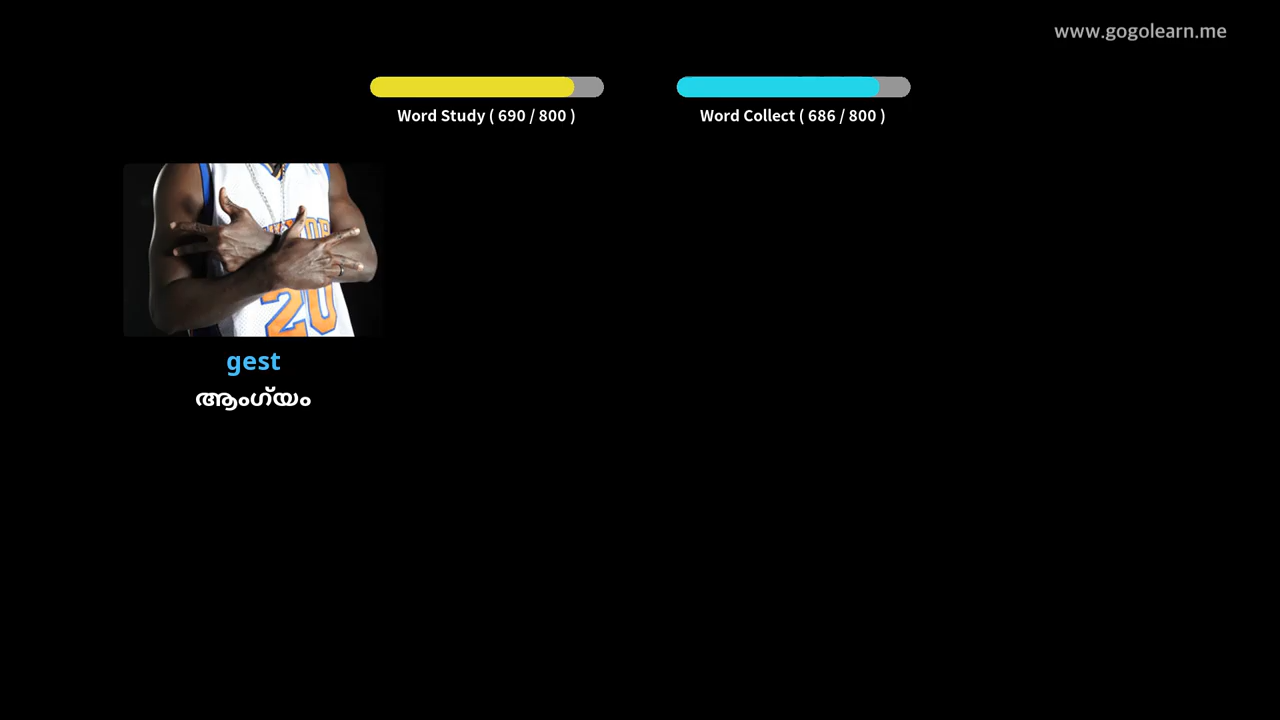 www.gogolearn.me
Word Study ( 690 / 800 )
Word Collect ( 686 / 800 )
20
gest
ആംഗ്യം